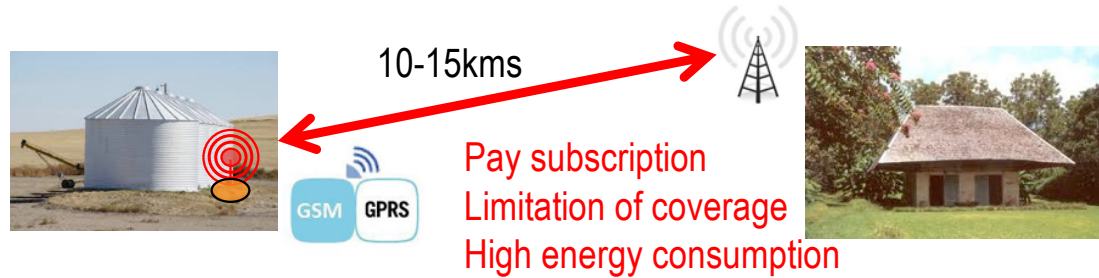 10-15kms
GSM GPRS
Pay subscription
Limitation of coverage
High energy consumption